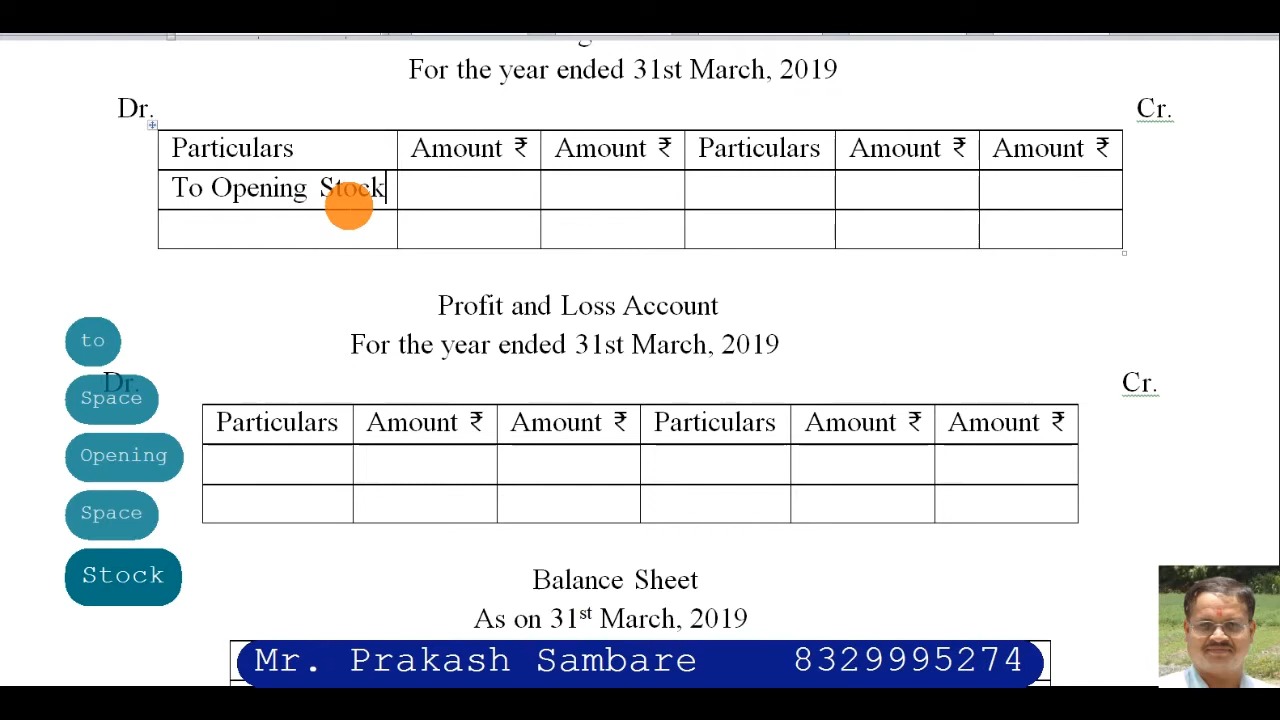 For the year ended 31st March, 2019
Dr. Cr.
Particulars Amount ₹ Amount ₹ Particulars Amount ₹ Amount ₹
To Opening Stock
Profit and Loss Account
For the year ended 31st March, 2019
Dr. Cr.
Particulars Amount ₹ Amount ₹ Particulars Amount ₹ Amount ₹
to
Space
Opening
Space
Stock
Balance Sheet
As on 31st March, 2019
Mr. Prakash Sambare 8329995274